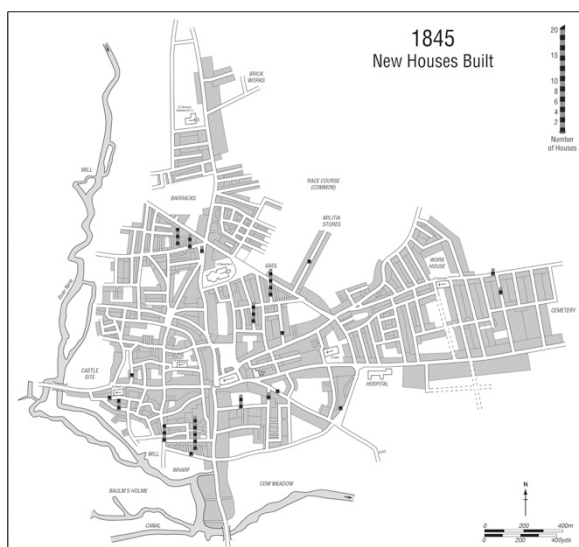 1845
New Houses Built
20
15
10
8
6
4
2
Number
of Houses
BRICK
WORKS
MILL
RACE COURSE
(COMMON)
BARRACKS
MILITIA
STORES
GAOL
WORK
HOUSE
River Nene
CEMETERY
CASTLE
SITE
HOSPITAL
MILL
WHARF
BAULM'S HOLME
COW MEADOW
CANAL
N
0 200 400m
0 200 400yds